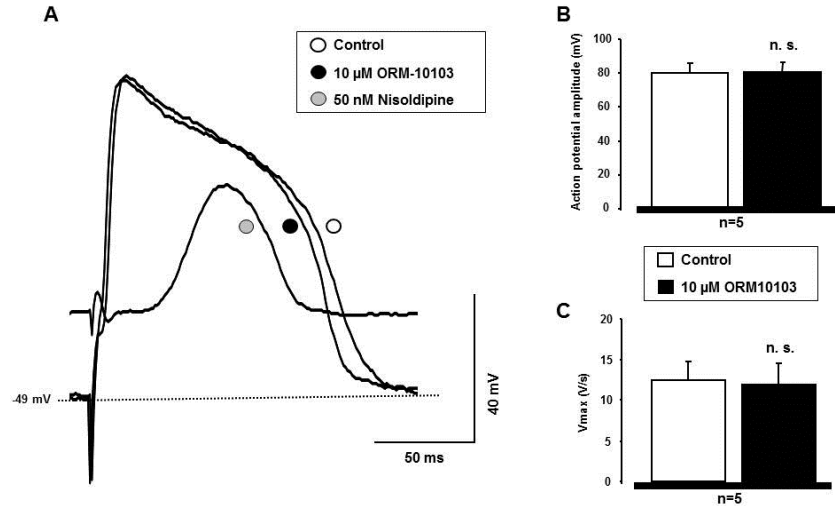 A
Control
10 µM ORM-10103
50 nM Nisoldipine
-49 mV
40 mV
50 ms
B
Action potential amplitude (mV)
100
80
60
40
20
0
n. s.
n=5
Control
10 µM ORM10103
C
Vmax (V/s)
20
15
10
5
0
n. s.
n=5